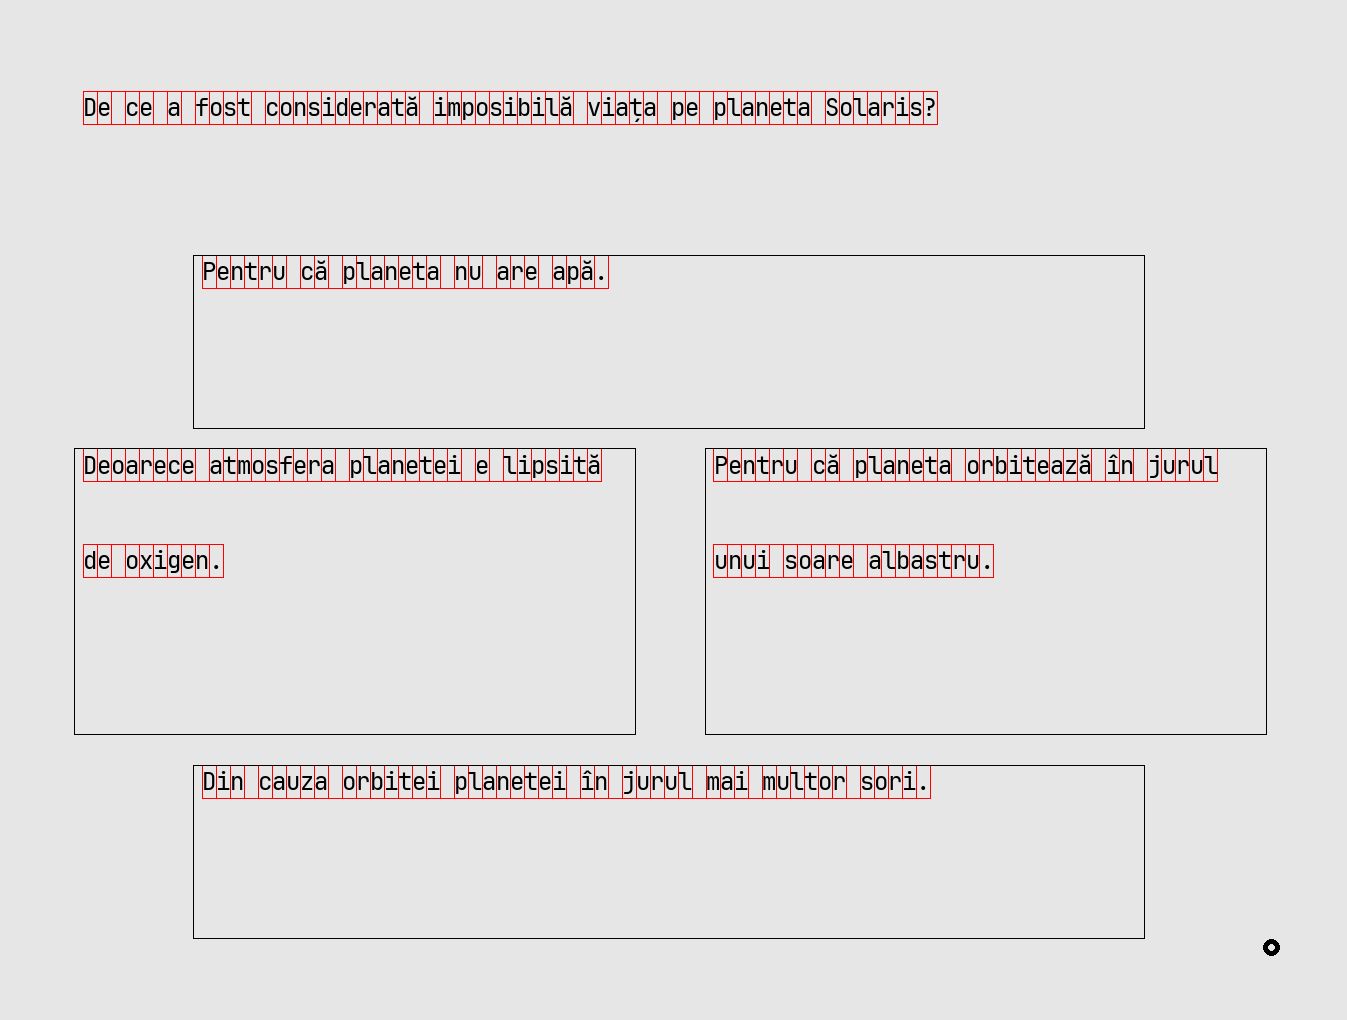 De ce a fost considerată imposibilă viața pe planeta Solaris?
Pentru că planeta nu are apă.
Deoarece atmosfera planetei e lipsită
de oxigen.
Pentru că planeta orbitează în jurul
unui soare albastru.
Din cauza orbitei planetei în jurul mai multor sori.